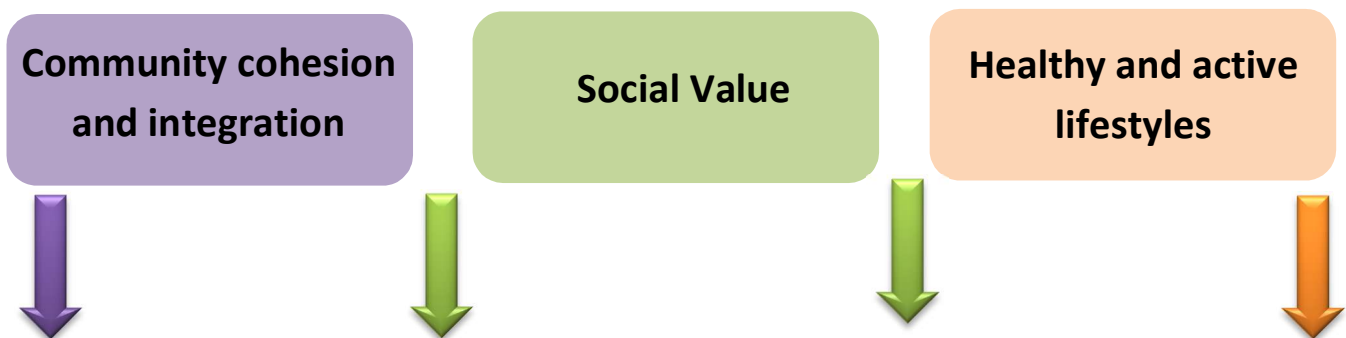 Community cohesion
and integration
Social Value
Healthy and active
lifestyles